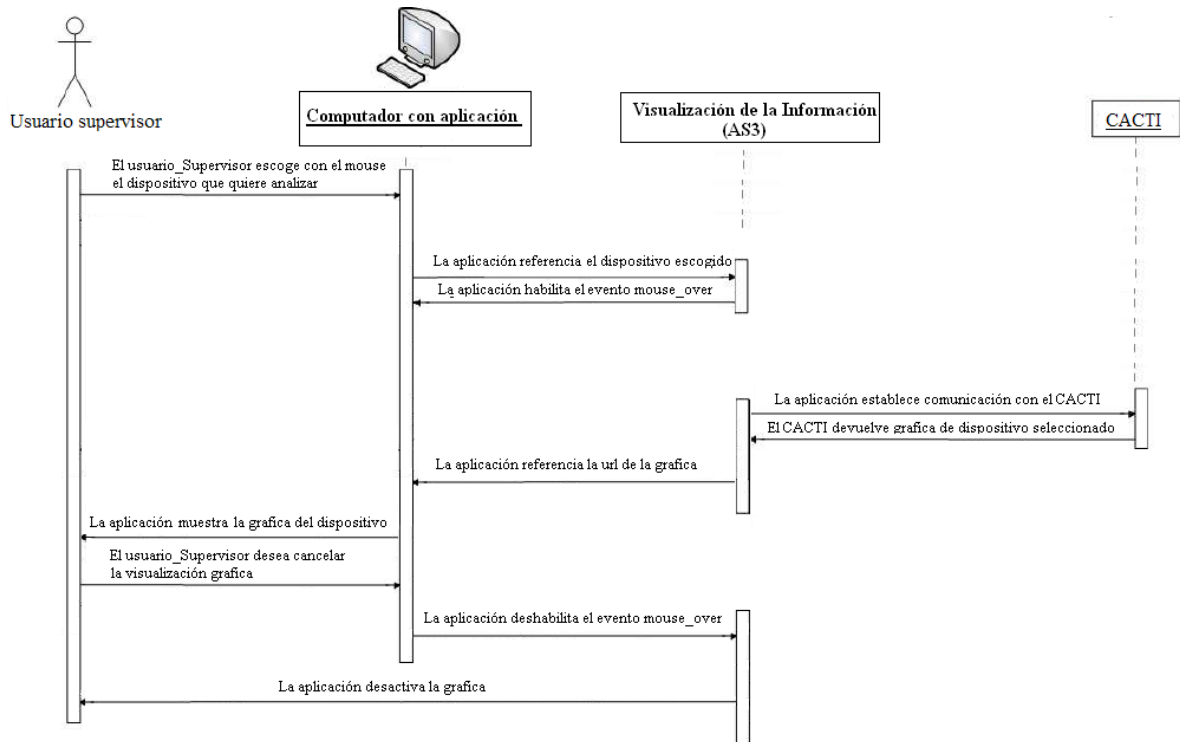 Usuario supervisor
Computador con aplicación
Visualización de la Información
(AS3)
CACTI
El usuario_Supervisor escoge con el mouse
el dispositivo que quiere analizar
La aplicación referencia el dispositivo escogido
La aplicación habilita el evento mouse_over
La aplicación establece comunicación con el CACTI
El CACTI devuelve grafica de dispositivo seleccionado
La aplicación referencia la url de la grafica
La aplicación muestra la grafica del dispositivo
El usuario_Supervisor desea cancelar
la visualización grafica
La aplicación deshabilita el evento mouse_over
La aplicación desactiva la grafica